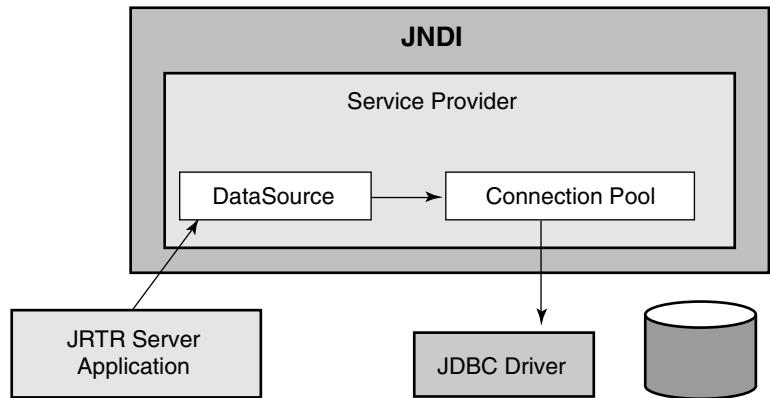 JNDI
Service Provider
DataSource
Connection Pool
JRTR Server
Application
JDBC Driver